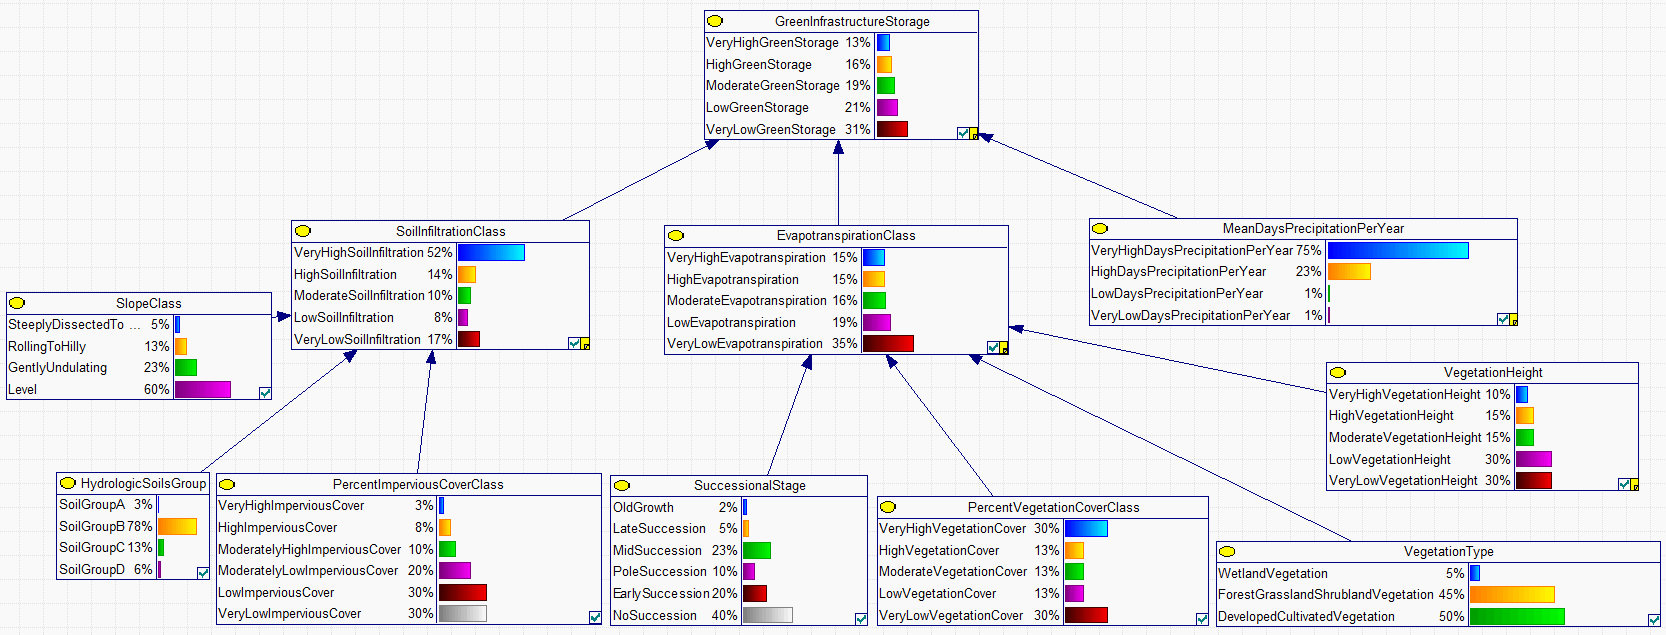 GreenInfrastructureStorage
VeryHighGreenStorage 13%
HighGreenStorage 16%
ModerateGreenStorage 19%
LowGreenStorage 21%
VeryLowGreenStorage 31%
SoilInfiltrationClass
VeryHighSoilInfiltration 52%
HighSoilInfiltration 14%
ModerateSoilInfiltration 10%
LowSoilInfiltration 8%
VeryLowSoilInfiltration 17%
EvapotranspirationClass
VeryHighEvapotranspiration 15%
HighEvapotranspiration 15%
ModerateEvapotranspiration 16%
LowEvapotranspiration 19%
VeryLowEvapotranspiration 35%
MeanDaysPrecipitationPerYear
VeryHighDaysPrecipitationPerYear 75%
HighDaysPrecipitationPerYear 23%
LowDaysPrecipitationPerYear 1%
VeryLowDaysPrecipitationPerYear 1%
SlopeClass
SteeplyDissectedTo ... 5%
RollingToHilly 13%
GentlyUndulating 23%
Level 60%
VegetationHeight
VeryHighVegetationHeight 10%
HighVegetationHeight 15%
ModerateVegetationHeight 15%
LowVegetationHeight 30%
VeryLowVegetationHeight 30%
HydrologicSoilsGroup
SoilGroupA 3%
SoilGroupB 78%
SoilGroupC 13%
SoilGroupD 6%
PercentImperviousCoverClass
VeryHighImperviousCover 3%
HighImperviousCover 8%
ModeratelyHighImperviousCover 10%
ModeratelyLowImperviousCover 20%
LowImperviousCover 30%
VeryLowImperviousCover 30%
SuccessionalStage
OldGrowth 2%
LateSuccession 5%
MidSuccession 23%
PoleSuccession 10%
EarlySuccession 20%
NoSuccession 40%
PercentVegetationCoverClass
VeryHighVegetationCover 30%
HighVegetationCover 13%
ModerateVegetationCover 13%
LowVegetationCover 13%
VeryLowVegetationCover 30%
VegetationType
WetlandVegetation 5%
ForestGrasslandShrublandVegetation 45%
DevelopedCultivatedVegetation 50%